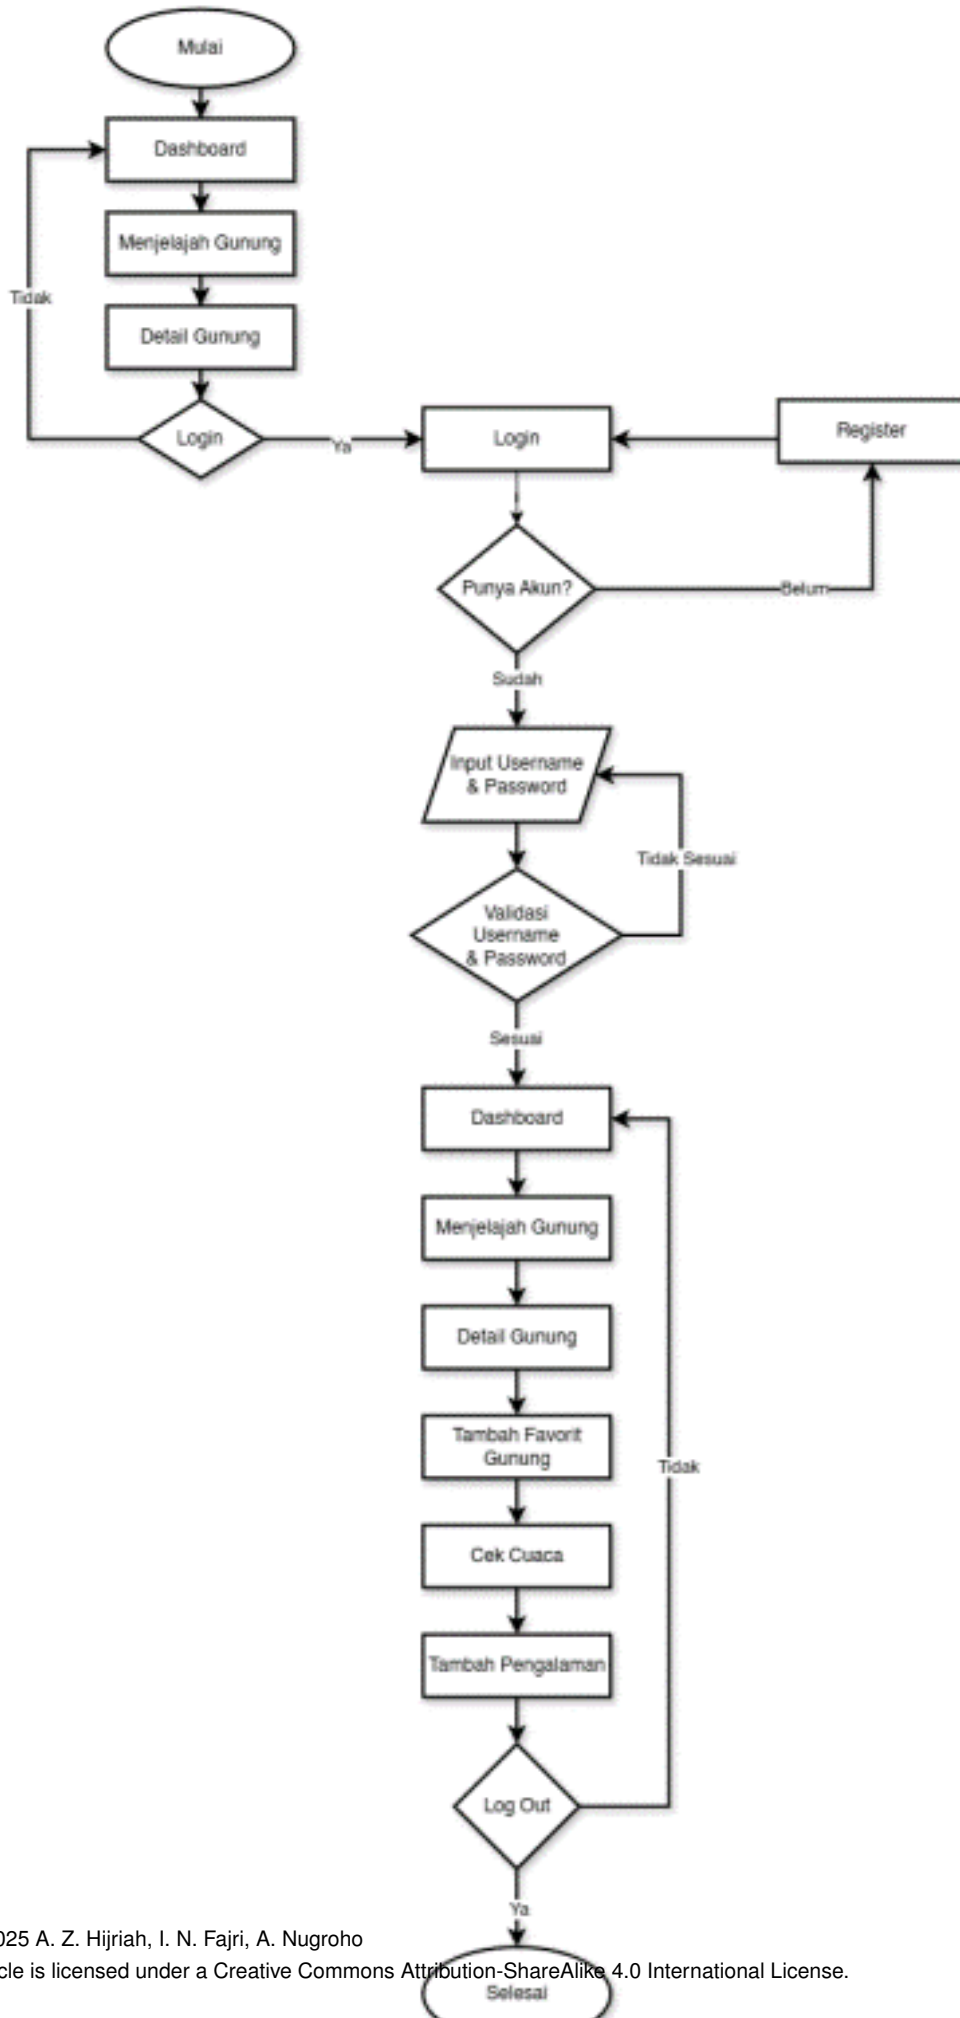 Mulai
Dashboard
Menjelajah Gunung
Tidak
Detail Gunung
Login
Ya
Login
Register
Punya Akun?
Belum
Sudah
Input Username
& Password
Tidak Sesuai
Validasi
Username
& Password
Sesuai
Dashboard
Menjelajah Gunung
Detail Gunung
Tambah Favorit
Gunung
Tidak
Cek Cuaca
Tambah Pengalaman
Log Out
Ya
025 A. Z. Hijriah, I. N. Fajri, A. Nugroho
cle is licensed under a Creative Commons Attribution-ShareAlike 4.0 International License.
Selesai